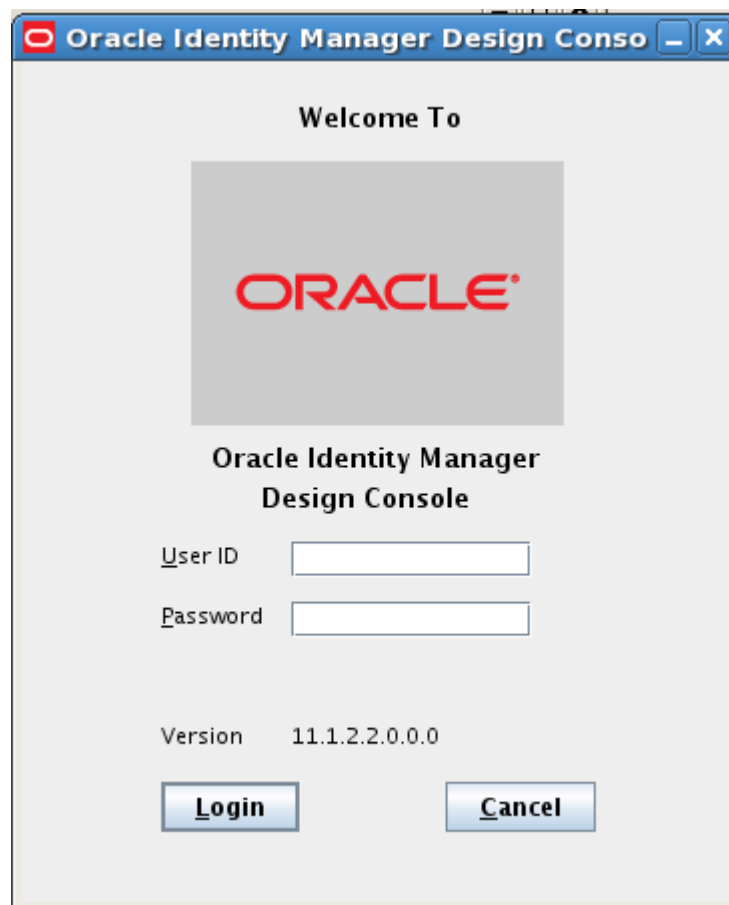 Oracle Identity Manager Design Conso
Welcome To
ORACLE®
Oracle Identity Manager
Design Console
User ID
Password
Version 11.1.2.2.0.0.0
Login Cancel